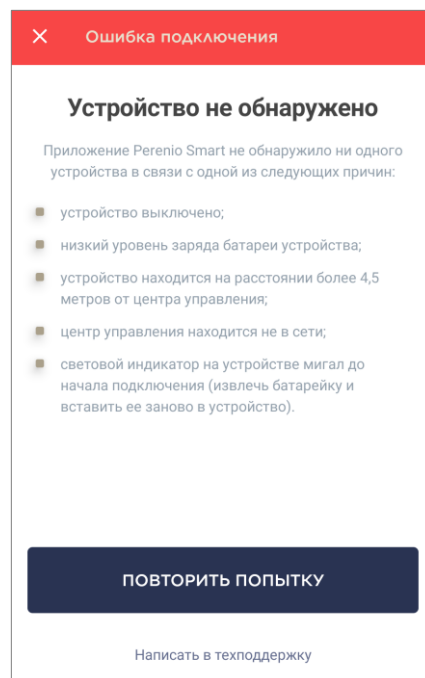 Ошибка подключения
Устройство не обнаружено
Приложение Perenio Smart не обнаружило ни одного
устройства в связи с одной из следующих причин:
устройство выключено;
низкий уровень заряда батареи устройства;
устройство находится на расстоянии более 4,5
метров от центра управления;
центр управления находится не в сети;
световой индикатор на устройстве мигал до
начала подключения (извлечь батарейку и
вставить ее заново в устройство).
ПОВТОРИТЬ ПОПЫТКУ
Написать в техподдержку